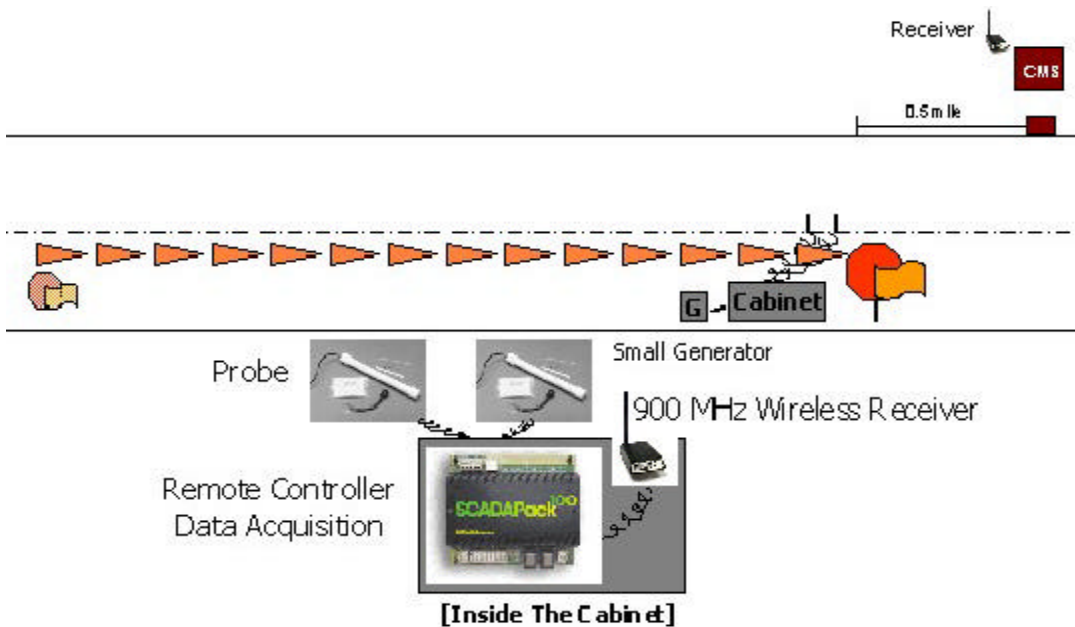 Receiver
CMS
0.5 mile
G
Cabinet
Probe
Small Generator
900 MHz Wireless Receiver
Remote Controller
Data Acquisition
SCADAPack100
[Inside The Cabinet]